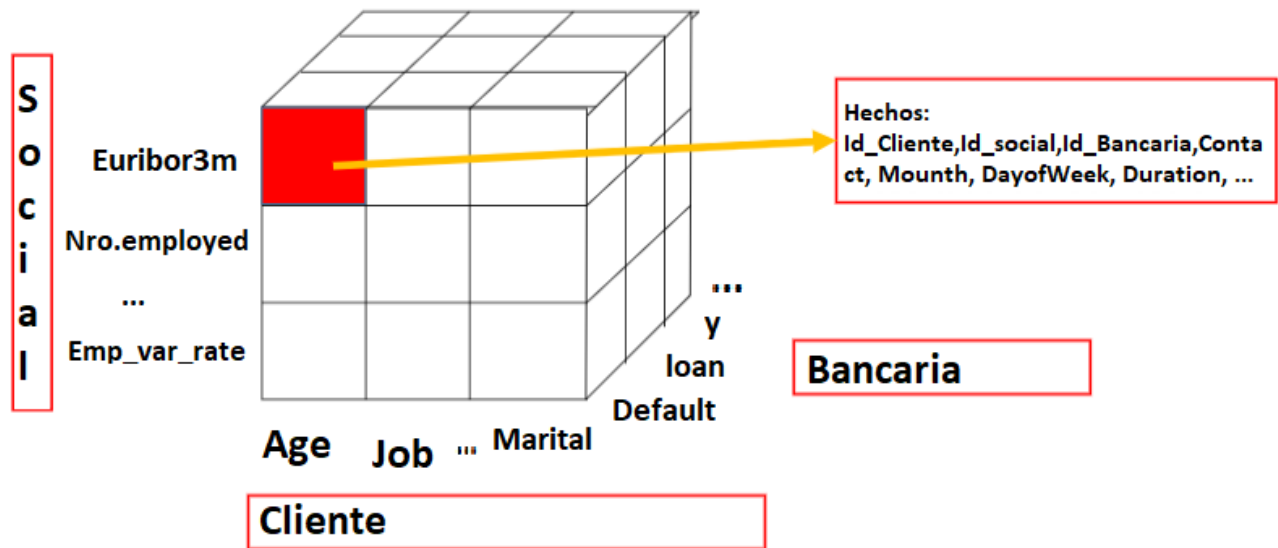 Social
Euribor3m
Nro.employed
...
Emp_var_rate
Hechos:
Id_Cliente,Id_social,Id_Bancaria,Conta
ct, Mounth, DayofWeek, Duration, ...
...
y
loan
Default
Bancaria
Age Job ... Marital
Cliente